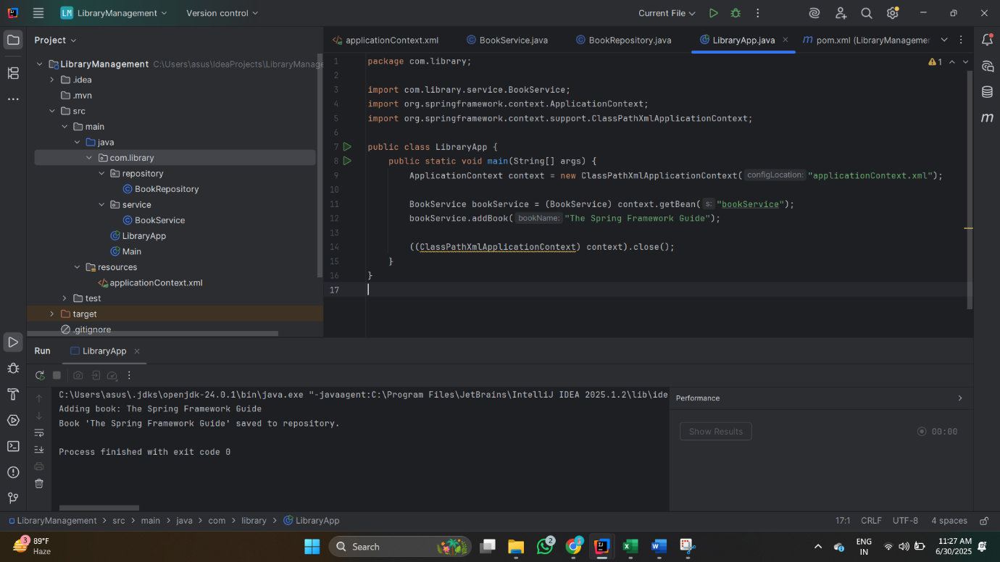 LM LibraryManagement Version control Current File
Project
applicationContext.xml BookService.java BookRepository.java LibraryApp.java m pom.xml (LibraryManagemen
LibraryManagement C:\Users\asus\IdeaProjects\LibraryManage
.idea
.mvn
src
main
java
com.library
repository
BookRepository
service
BookService
LibraryApp
Main
resources
applicationContext.xml
test
target
.gitignore
1 package com.library;
2
3 import com.library.service.BookService;
4 import org.springframework.context.ApplicationContext;
5 import org.springframework.context.support.ClassPathXmlApplicationContext;
6
7 public class LibraryApp {
8 public static void main(String[] args) {
9 ApplicationContext context = new ClassPathXmlApplicationContext( configLocation: "applicationContext.xml");
10
11 BookService bookService = (BookService) context.getBean( s: "bookService");
12 bookService.addBook( bookName: "The Spring Framework Guide");
13
14 ((ClassPathXmlApplicationContext) context).close();
15 }
16 }
17
1
m
Run LibraryApp
C:\Users\asus\.jdks\openjdk-24.0.1\bin\java.exe "-javaagent:C:\Program Files\JetBrains\IntelliJ IDEA 2025.1.2\lib\ide
Adding book: The Spring Framework Guide
Book 'The Spring Framework Guide' saved to repository.
Process finished with exit code 0
Performance
Show Results 00:00
LibraryManagement > src > main > java > com > library > LibraryApp 17:1 CRLF UTF-8 4 spaces
3 89°F
Haze
Search
2
ENG
IN
11:27 AM
6/30/2025